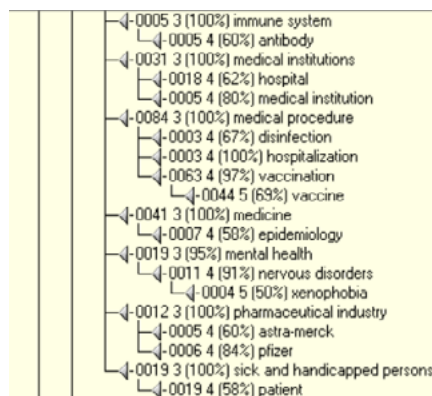 0005 3 (100%) immune system
0005 4 (60%) antibody
0031 3 (100%) medical institutions
0018 4 (62%) hospital
0005 4 (80%) medical institution
0084 3 (100%) medical procedure
0003 4 (67%) disinfection
0003 4 (100%) hospitalization
0063 4 (97%) vaccination
0044 5 (69%) vaccine
0041 3 (100%) medicine
0007 4 (58%) epidemiology
0019 3 (95%) mental health
0011 4 (91%) nervous disorders
0004 5 (50%) xenophobia
0012 3 (100%) pharmaceutical industry
0005 4 (60%) astra-merck
0006 4 (84%) pfizer
0019 3 (100%) sick and handicapped persons
0019 4 (58%) patient